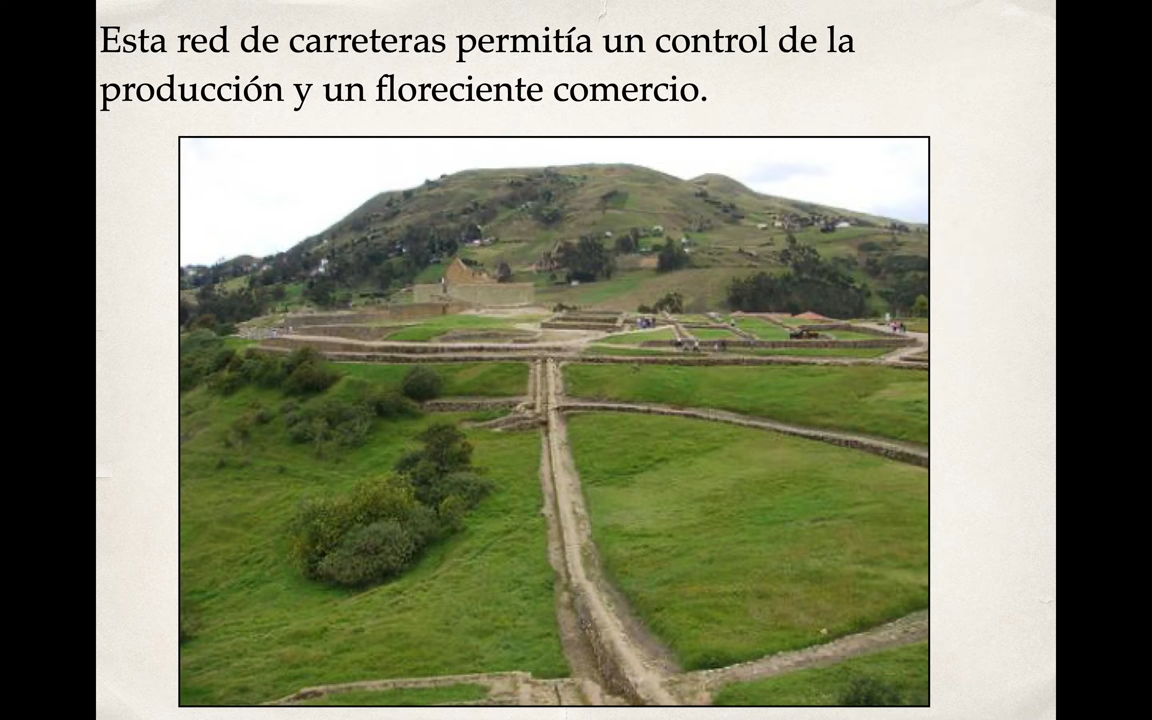 Esta red de carreteras permitía un control de la
producción y un floreciente comercio.